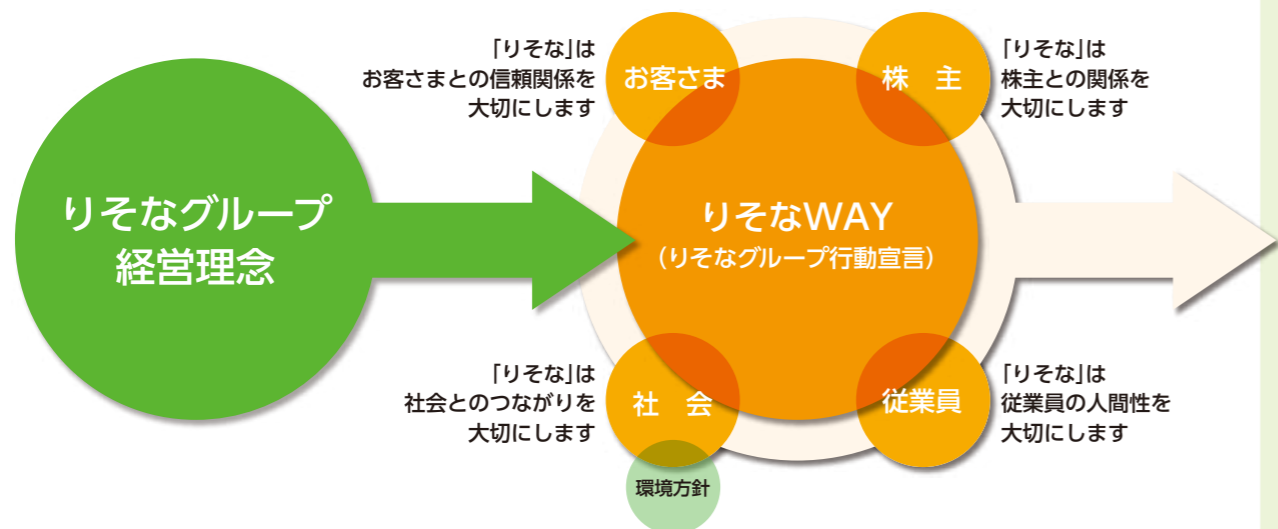 りそなグループ
経営理念
「りそな」は
お客さまとの信頼関係を
大切にします
お客さま
株　主
「りそな」は
株主との関係を
大切にします
りそなWAY
（りそなグループ行動宣言）
「りそな」は
社会とのつながりを
大切にします
社　会
環境方針
従業員
「りそな」は
従業員の人間性を
大切にします